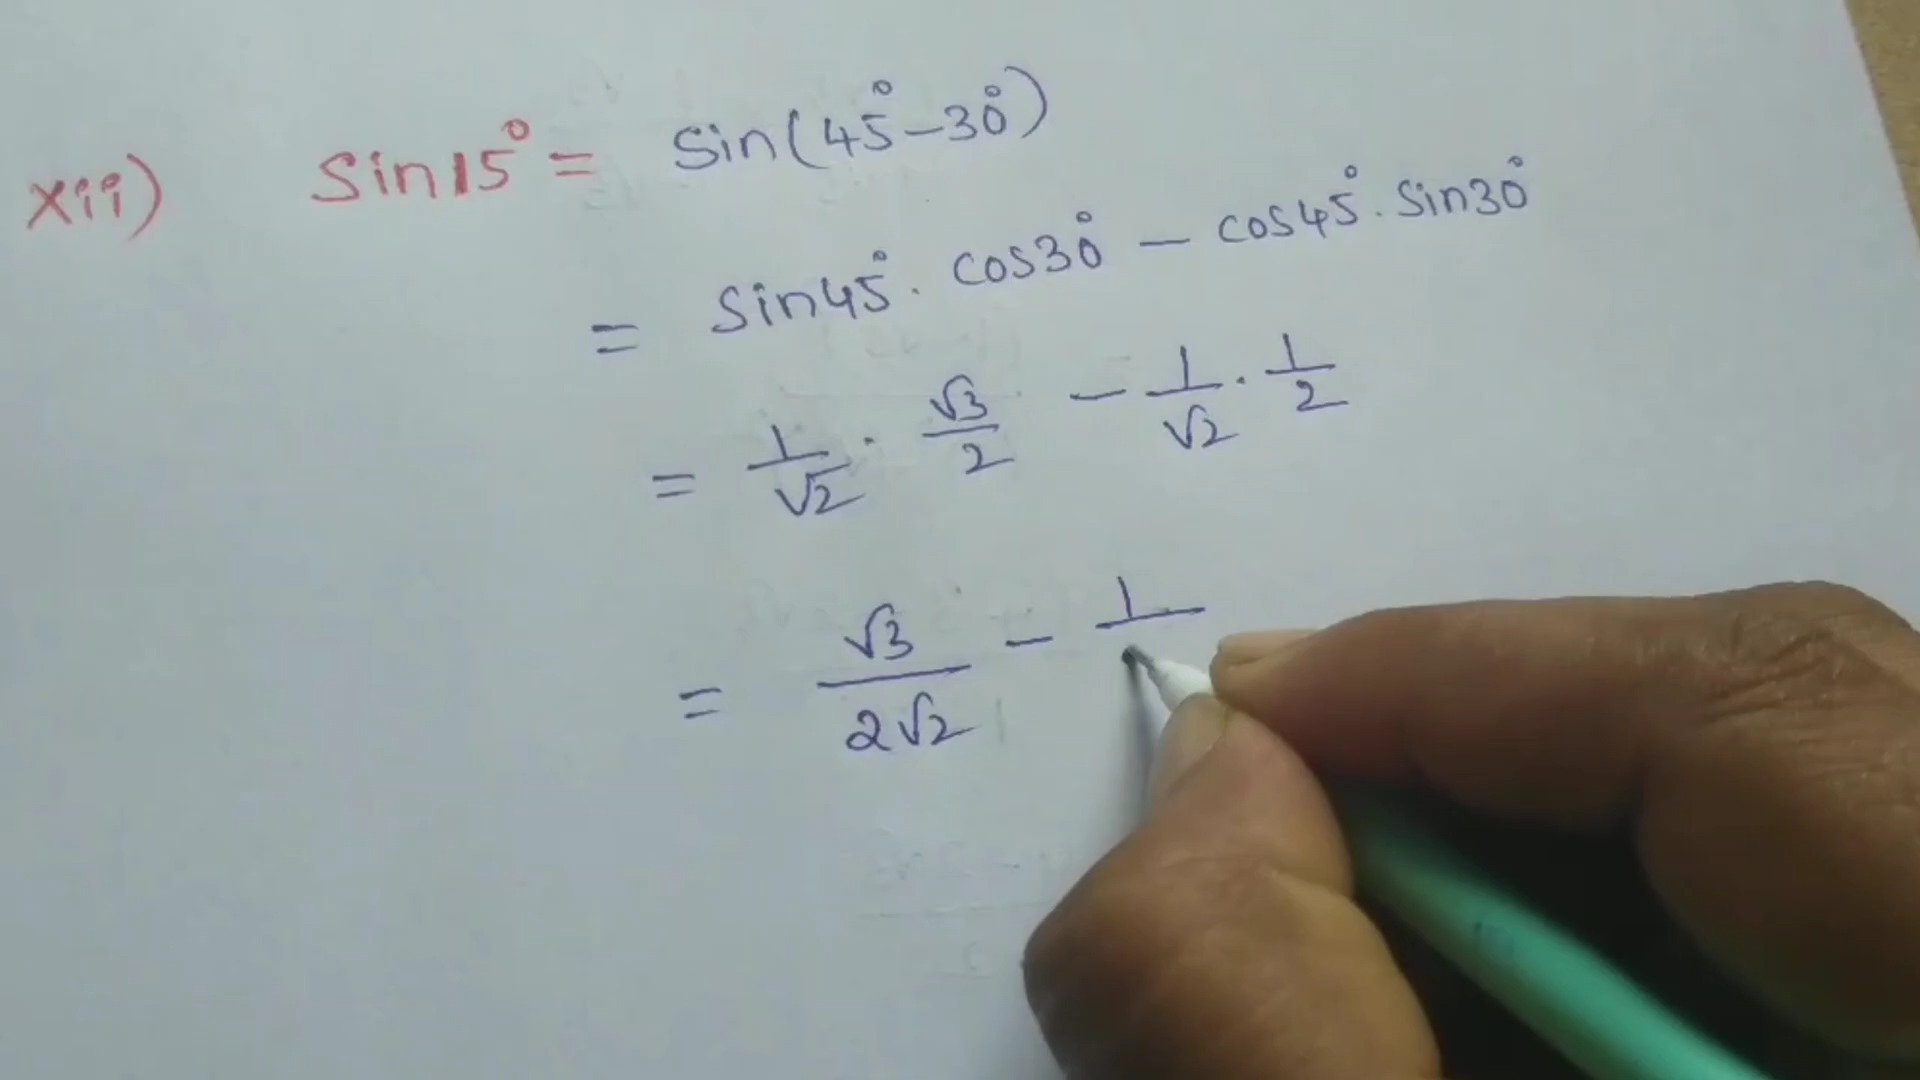 xii) Sin15° = Sin(45° - 30°)
= Sin45° . cos30° - cos45° . Sin30°
= 1/√2 . √3/2 - 1/√2 . 1/2
= √3/2√2 - 1/